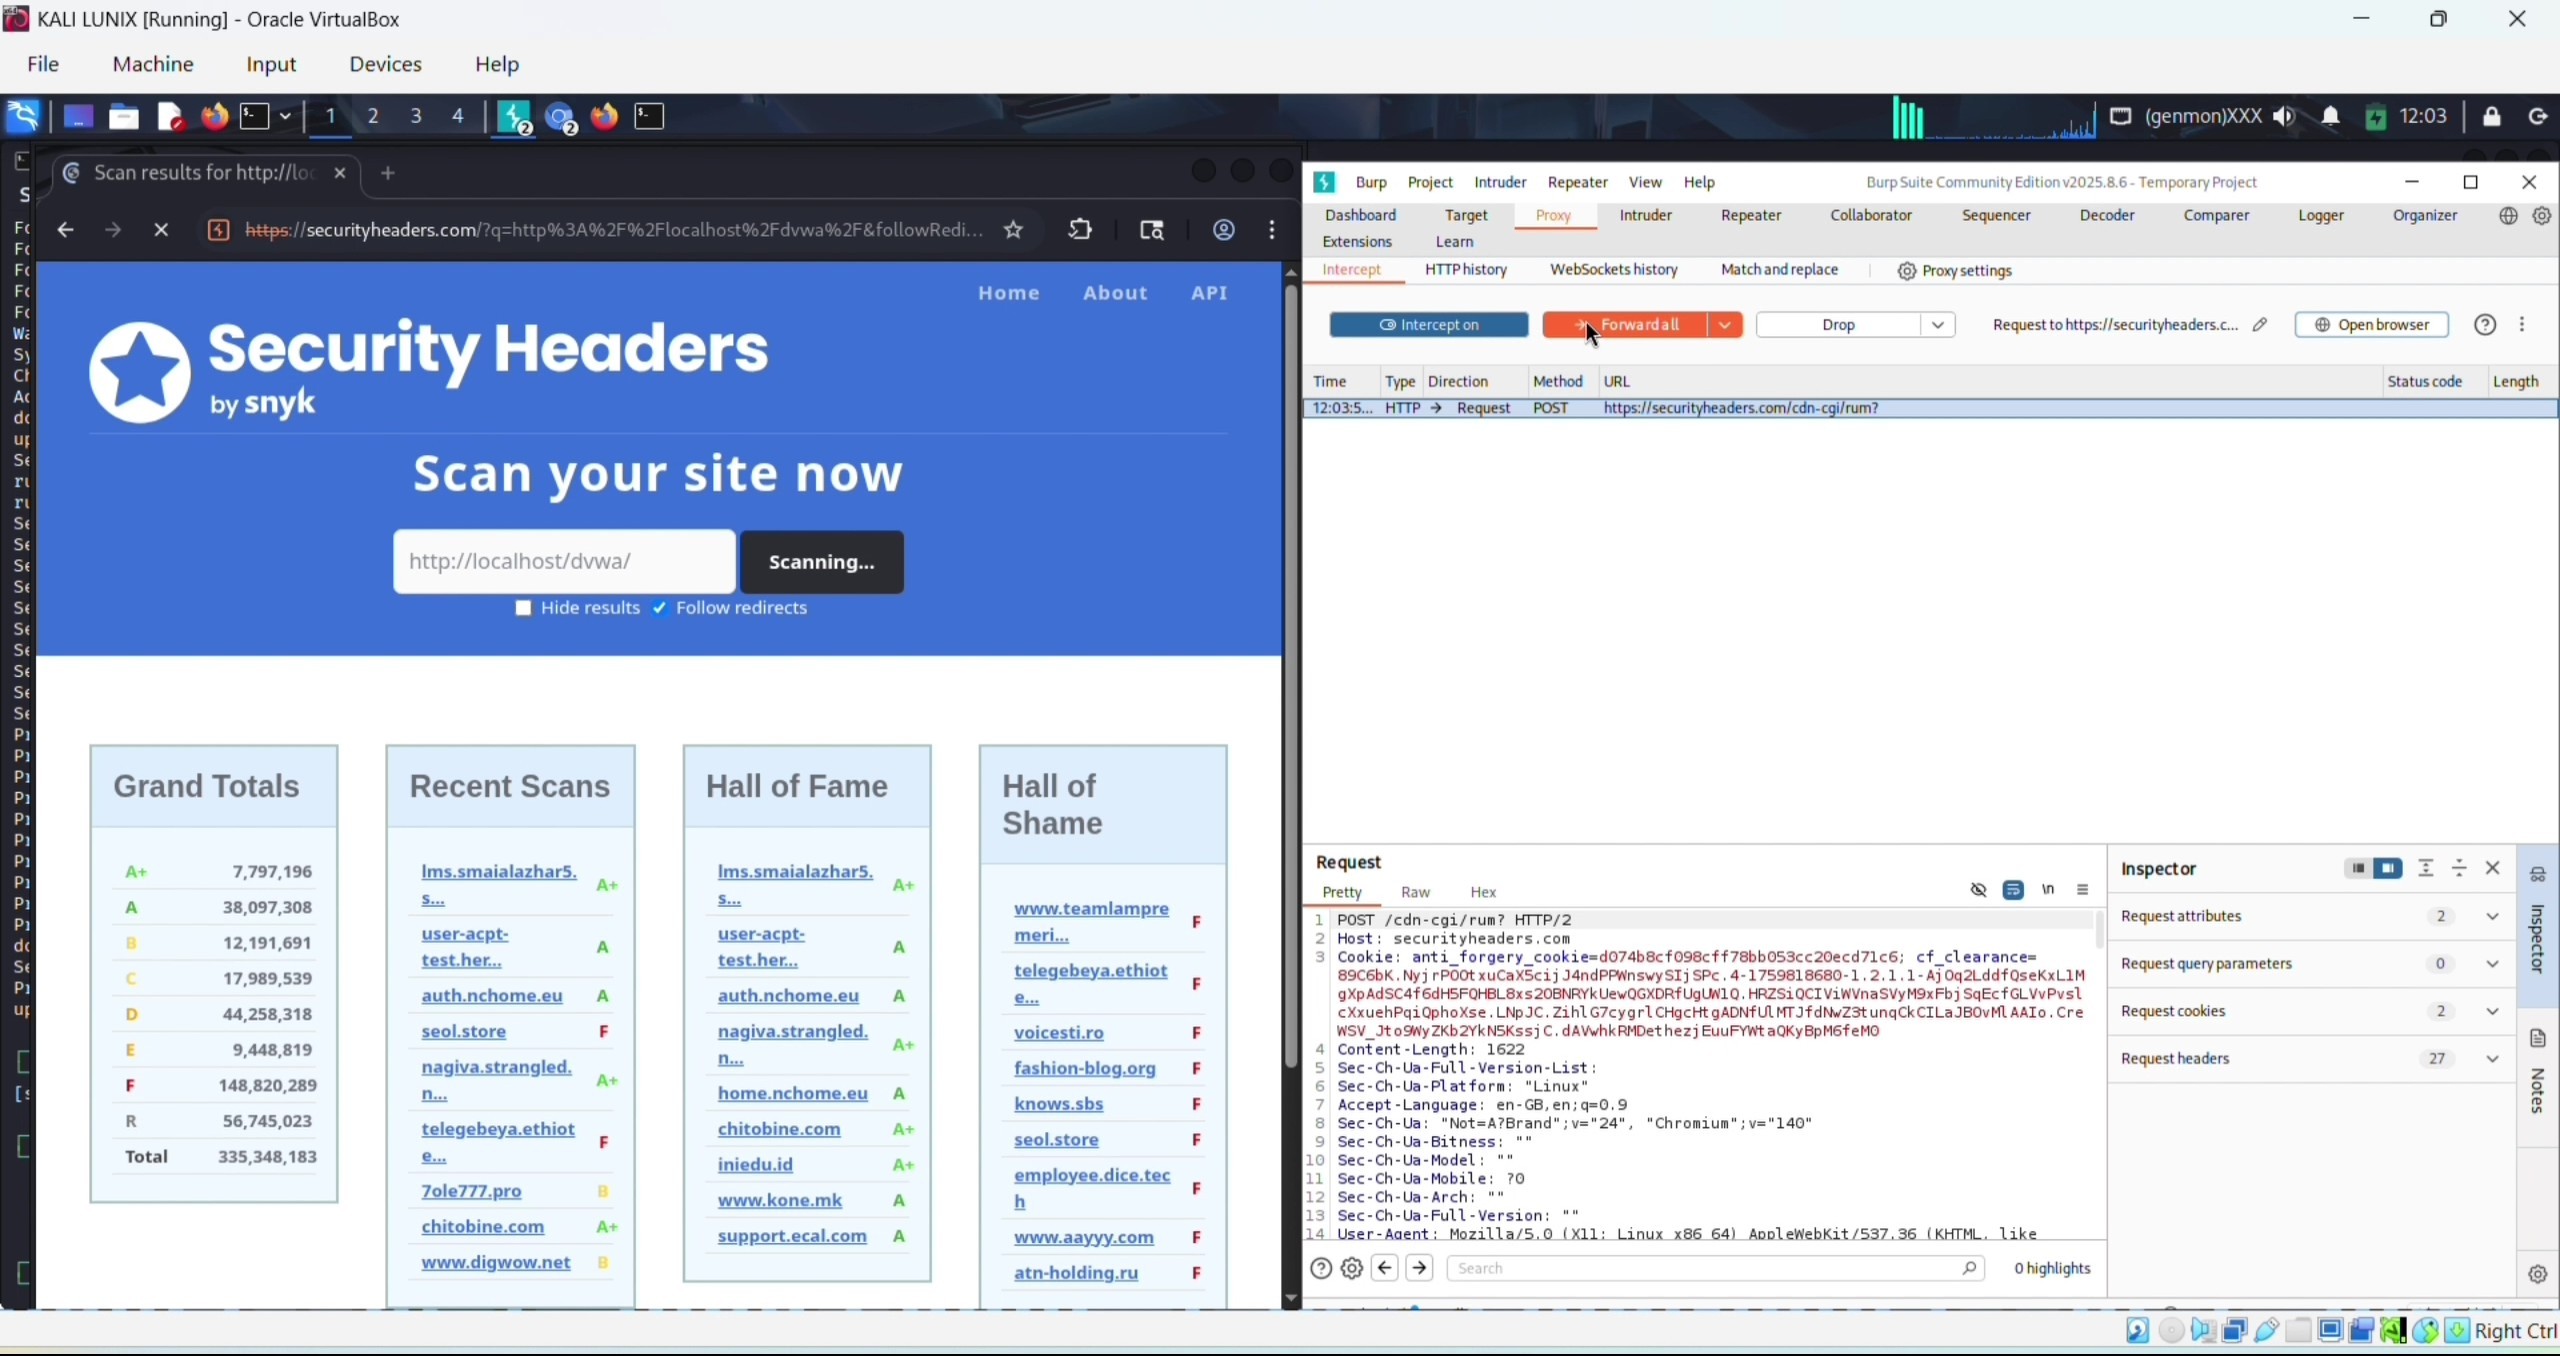 KALI LUNIX [Running] - Oracle VirtualBox
File Machine Input Devices Help
1 2 3 4 2 2 (genmon)XXX 12:03
Scan results for http://loc
https://securityheaders.com/?q=http%3A%2F%2Flocalhost%2Fdvwa%2F&followRedi...
Home About API
Security Headers
by snyk
Scan your site now
http://localhost/dvwa/ Scanning...
Hide results Follow redirects
Grand Totals
A+ 7,797,196
A 38,097,308
B 12,191,691
C 17,989,539
D 44,258,318
E 9,448,819
F 148,820,289
R 56,745,023
Total 335,348,183
Recent Scans
lms.smaialazhar5.
s... A+
user-acpt-
test.her... A
auth.nchome.eu A
seol.store F
nagiva.strangled.
n... A+
telegebeya.ethiot
e... F
7ole777.pro B
chitobine.com A+
www.digwow.net B
Hall of Fame
lms.smaialazhar5.
s... A+
user-acpt-
test.her... A
auth.nchome.eu A
nagiva.strangled.
n... A+
home.nchome.eu A
chitobine.com A+
iniedu.id A+
www.kone.mk A
support.ecal.com A
Hall of
Shame
www.teamlampre
meri... F
telegebeya.ethiot
e... F
voicesti.ro F
fashion-blog.org F
knows.sbs F
seol.store F
employee.dice.tec
h F
www.aayyy.com F
atn-holding.ru F
Burp Project Intruder Repeater View Help Burp Suite Community Edition v2025.8.6 - Temporary Project
Dashboard Target Proxy Intruder Repeater Collaborator Sequencer Decoder Comparer Logger Organizer
Extensions Learn
Intercept HTTP history WebSockets history Match and replace Proxy settings
Intercept on Forward all Drop Request to https://securityheaders.c... Open browser
Time Type Direction Method URL Status code Length
12:03:5... HTTP → Request POST https://securityheaders.com/cdn-cgi/rum?
Request
Pretty Raw Hex \n
1 POST /cdn-cgi/rum? HTTP/2
2 Host: securityheaders.com
3 Cookie: anti_forgery_cookie=d074b8cf098cff78bb053cc20ecd71c6; cf_clearance=
89C6bK.NyjrPOOtxuCaX5cijJ4ndPPWnswySIjSPc.4-1759818680-1.2.1.1-AjOq2LddfQseKxL1M
gXpAdSC4f6dH5FQHBL8xs2OBNRYkUewQGXDRfUgUW1Q.HRZSiQCIViWVnaSVyM9xFbjSqEcfGLVvPvsl
cXxuehPqiQphoXse.LNpJC.ZihlG7cygrlCHgcHtgADNfUlMTJfdNwZ3tunqCkCILaJBOvMlAAIo.Cre
WSV_Jto9WyZKb2YkN5KssjC.dAVwhkRMDethezjEuuFYWtaQKyBpM6feM0
4 Content-Length: 1622
5 Sec-Ch-Ua-Full-Version-List:
6 Sec-Ch-Ua-Platform: "Linux"
7 Accept-Language: en-GB,en;q=0.9
8 Sec-Ch-Ua: "Not=A?Brand";v="24", "Chromium";v="140"
9 Sec-Ch-Ua-Bitness: ""
10 Sec-Ch-Ua-Model: ""
11 Sec-Ch-Ua-Mobile: ?0
12 Sec-Ch-Ua-Arch: ""
13 Sec-Ch-Ua-Full-Version: ""
14 User-Agent: Mozilla/5.0 (X11; Linux x86_64) AppleWebKit/537.36 (KHTML, like
Search 0 highlights
Inspector
Request attributes 2
Request query parameters 0
Request cookies 2
Request headers 27
Inspector
Notes
Right Ctrl